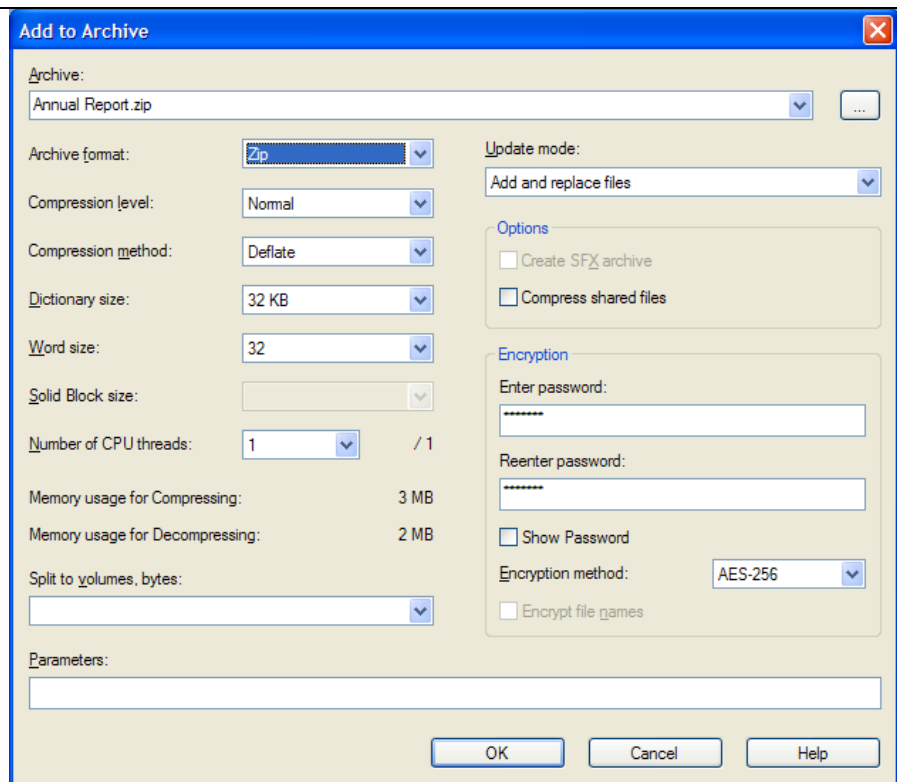 Add to Archive
Archive:
Annual Report.zip
...
Archive format:
Zip
Compression level:
Normal
Compression method:
Deflate
Dictionary size:
32 KB
Word size:
32
Solid Block size:
Number of CPU threads:
1
/ 1
Memory usage for Compressing:
3 MB
Memory usage for Decompressing:
2 MB
Split to volumes, bytes:
Update mode:
Add and replace files
Options
Create SFX archive
Compress shared files
Encryption
Enter password:
*******
Reenter password:
*******
Show Password
Encryption method:
AES-256
Encrypt file names
Parameters:
OK
Cancel
Help